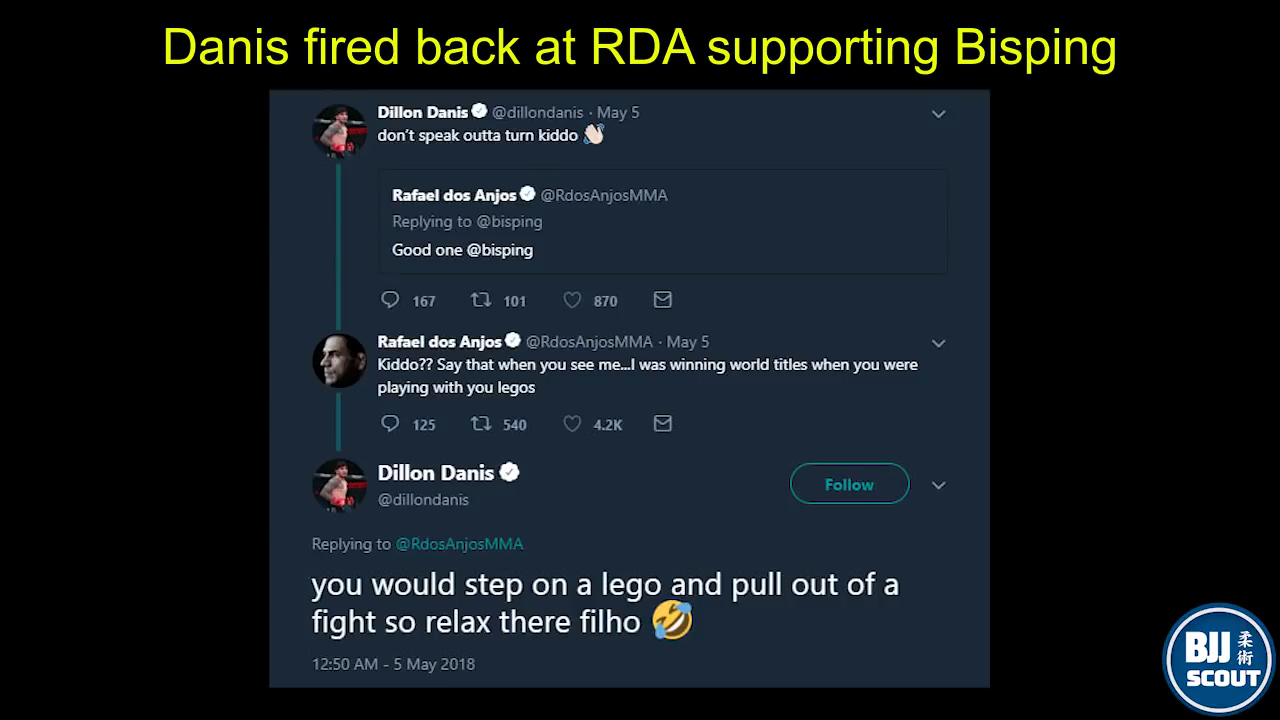 Danis fired back at RDA supporting Bisping
Dillon Danis @dillondanis · May 5
don't speak outta turn kiddo 👋🏻
Rafael dos Anjos @RdosAnjosMMA
Replying to @bisping
Good one @bisping
167 101 870
Rafael dos Anjos @RdosAnjosMMA · May 5
Kiddo?? Say that when you see me...I was winning world titles when you were
playing with you legos
125 540 4.2K
Dillon Danis
@dillondanis
Follow
Replying to @RdosAnjosMMA
you would step on a lego and pull out of a
fight so relax there filho 🤣
12:50 AM - 5 May 2018
BJJ 柔術
SCOUT